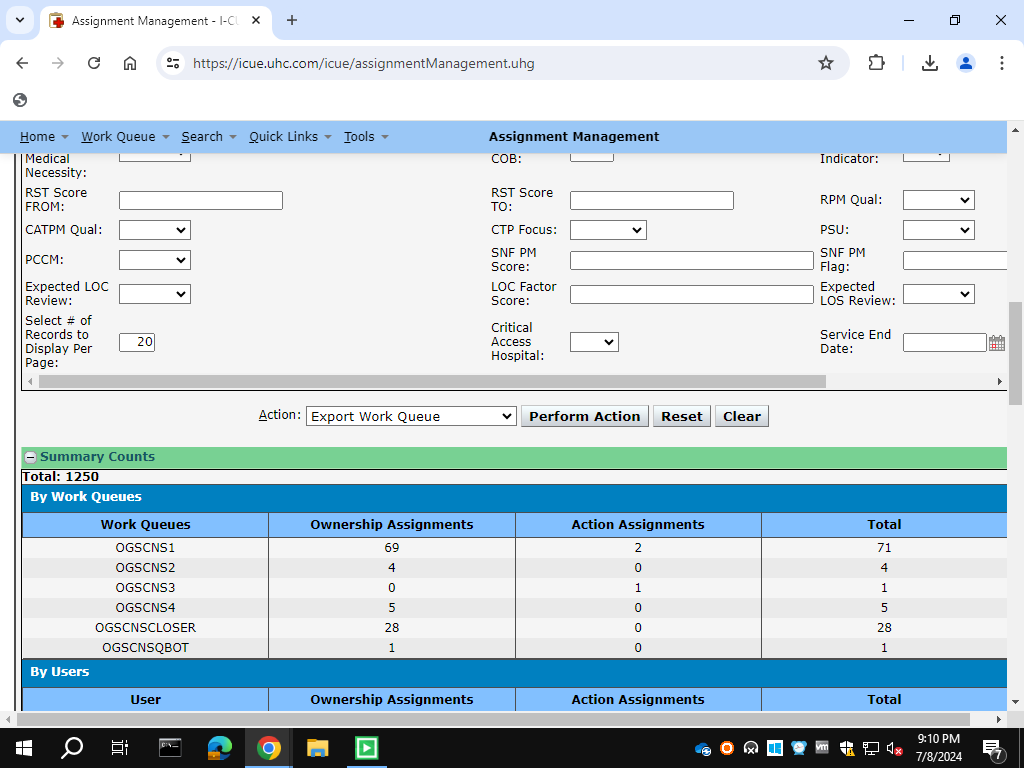 Assignment Management - I-CU
https://icue.uhc.com/icue/assignmentManagement.uhg
Home Work Queue Search Quick Links Tools Assignment Management
Medical Necessity: COB: Indicator:
RST Score FROM: RST Score TO: RPM Qual:
CATPM Qual: CTP Focus: PSU:
PCCM: SNF PM Score: SNF PM Flag:
Expected LOC Review: LOC Factor Score: Expected LOS Review:
Select # of Records to Display Per Page: 20 Critical Access Hospital: Service End Date:
Action: Export Work Queue Perform Action Reset Clear
Summary Counts
Total: 1250
By Work Queues
Work Queues Ownership Assignments Action Assignments Total
OGSCNS1 69 2 71
OGSCNS2 4 0 4
OGSCNS3 0 1 1
OGSCNS4 5 0 5
OGSCNSCLOSER 28 0 28
OGSCNSQBOT 1 0 1
By Users
User Ownership Assignments Action Assignments Total
9:10 PM
7/8/2024
7